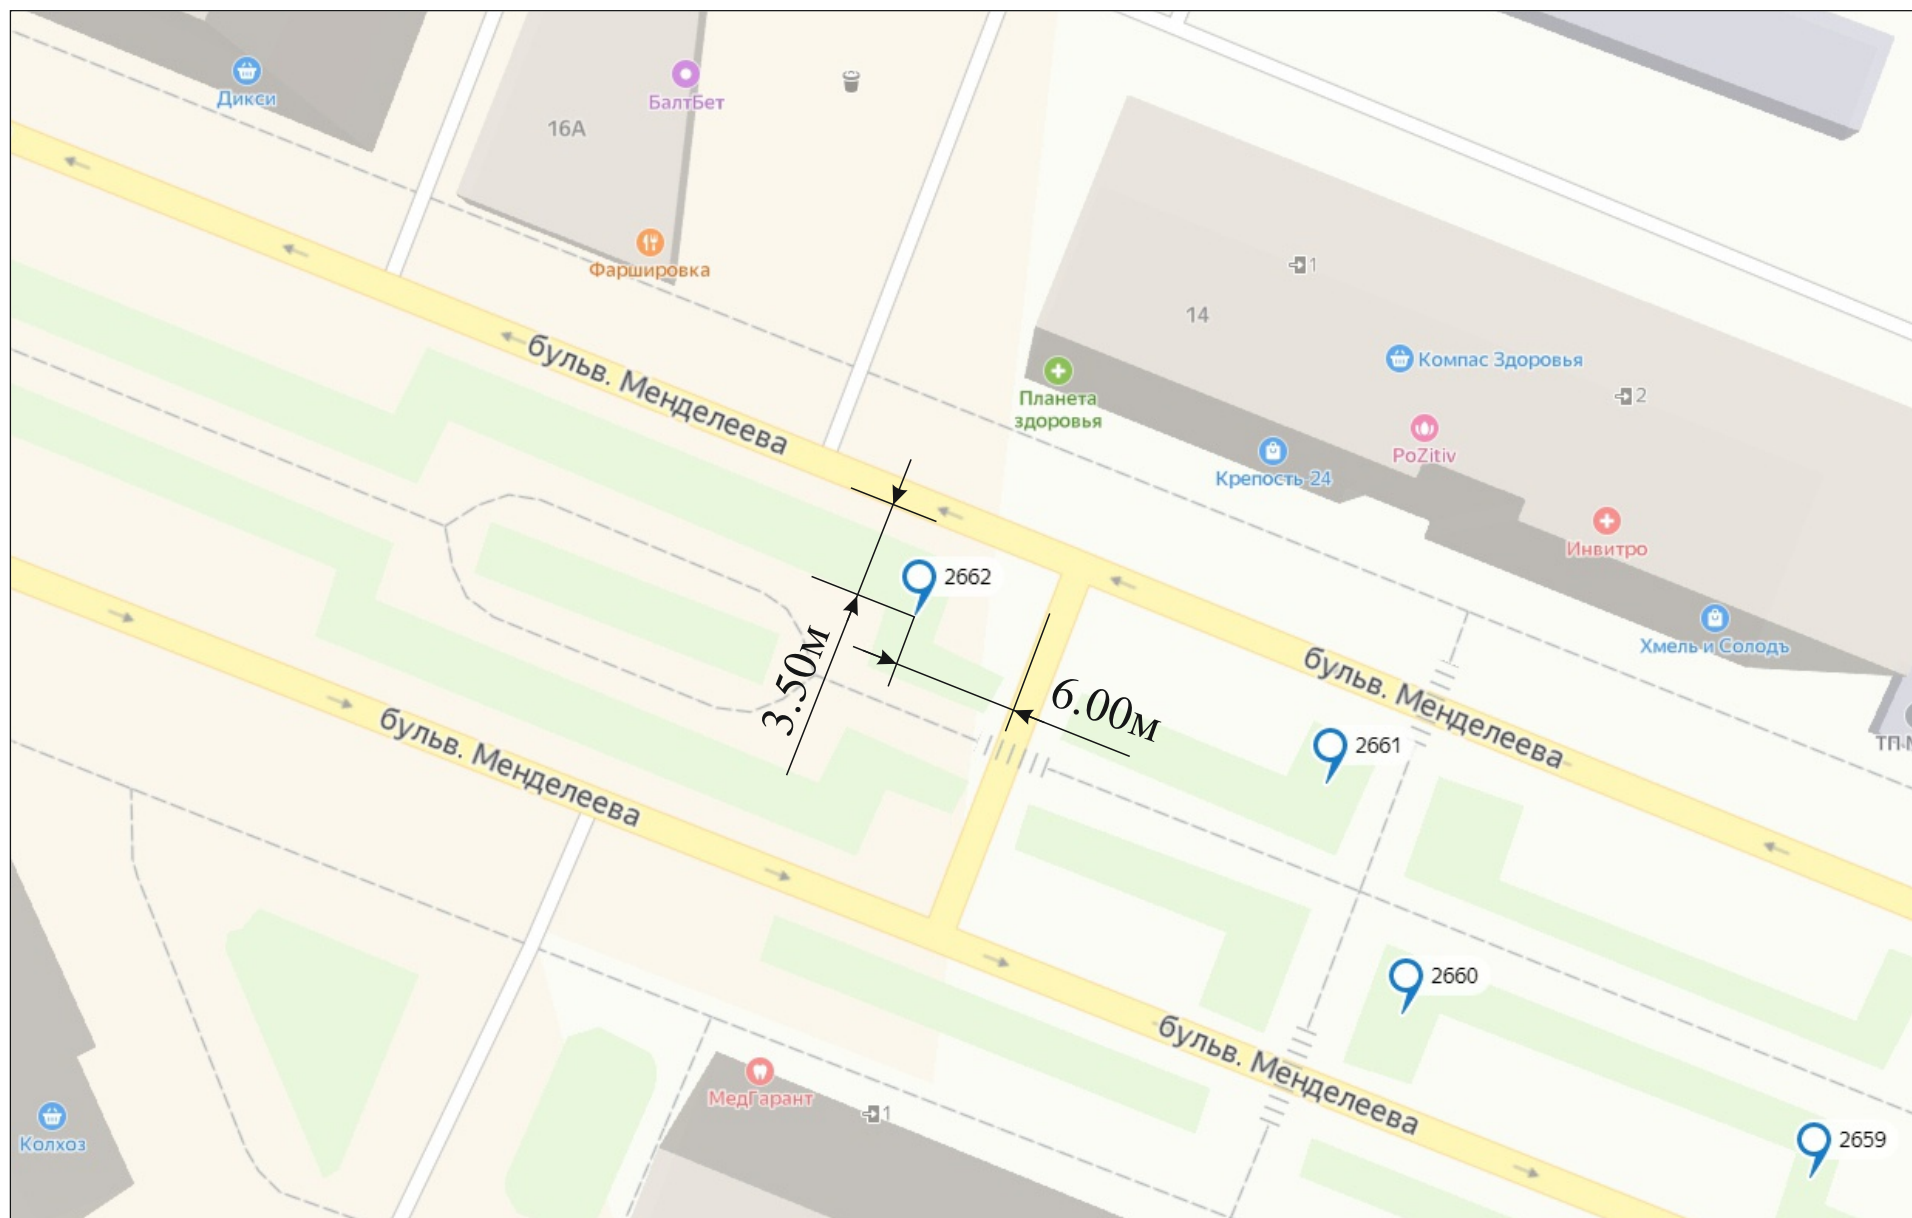 Дикси
БалтБет
16А
Фаршировка
1
14
Компас Здоровья
2
Планета
здоровья
PoZitiv
Крепость 24
Инвитро
Хмель и Солодъ
бульв. Менделеева
2662
3.50м
6.00м
бульв. Менделеева
2661
бульв. Менделеева
2660
бульв. Менделеева
МедГарант
1
Колхоз
2659